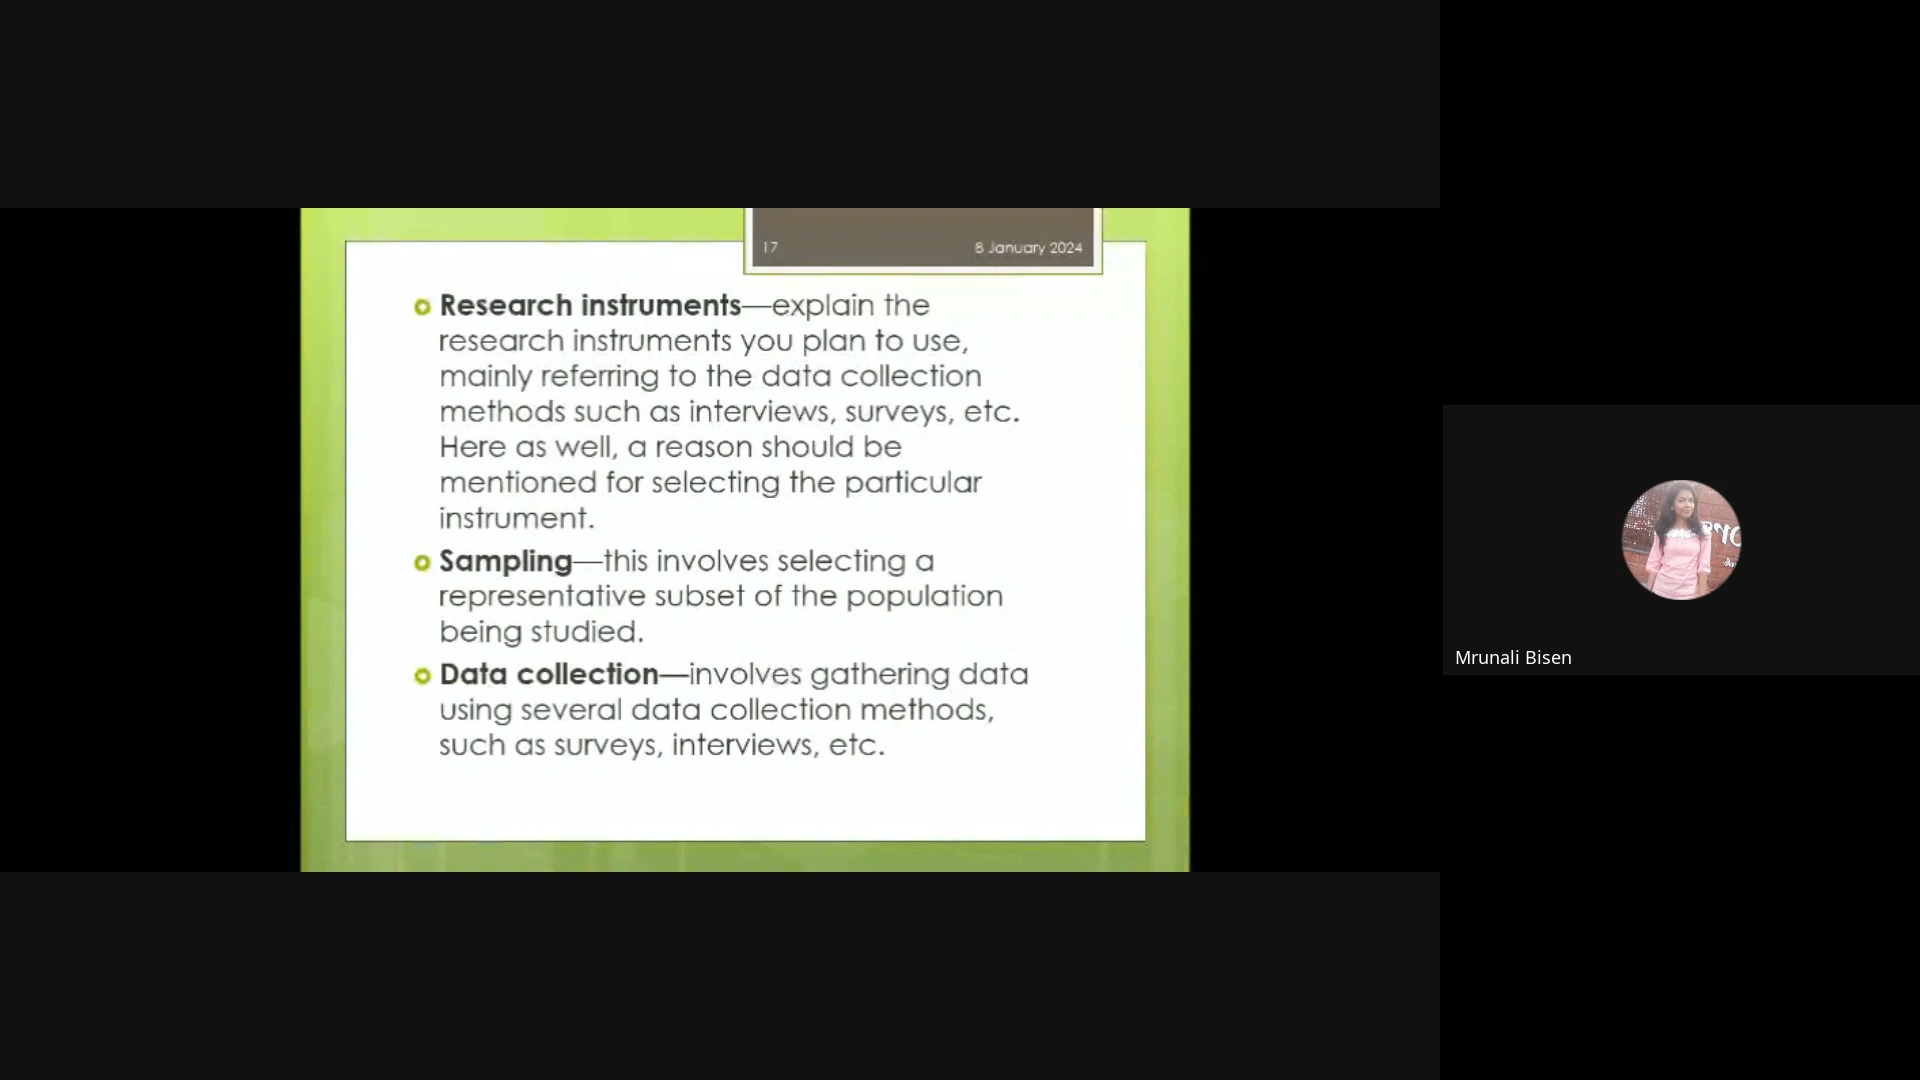 17
8 January 2024
Research instruments—explain the
research instruments you plan to use,
mainly referring to the data collection
methods such as interviews, surveys, etc.
Here as well, a reason should be
mentioned for selecting the particular
instrument.
Sampling—this involves selecting a
representative subset of the population
being studied.
Data collection—involves gathering data
using several data collection methods,
such as surveys, interviews, etc.
Mrunali Bisen